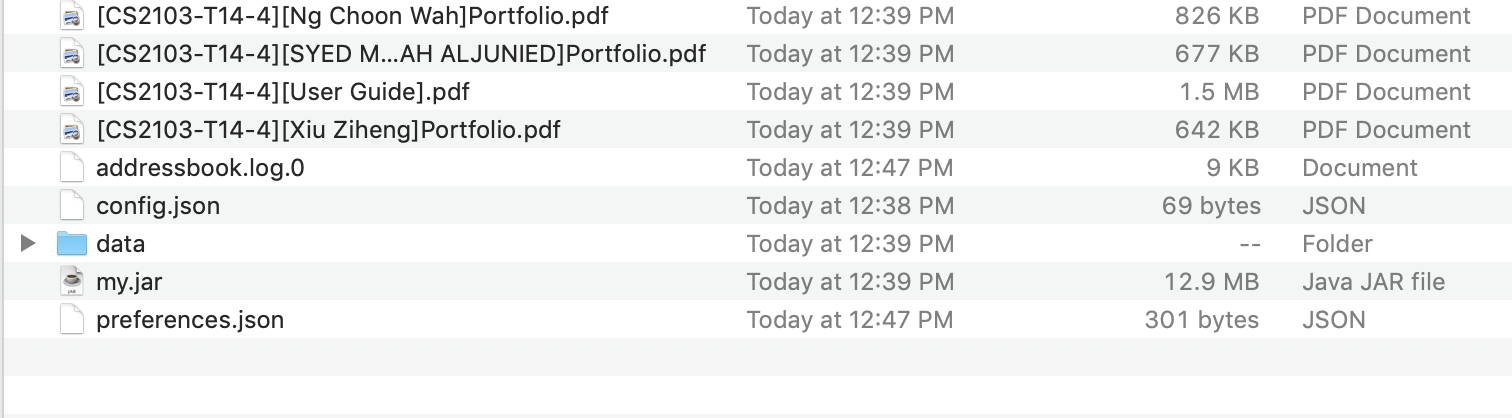 [CS2103-T14-4][Ng Choon Wah]Portfolio.pdf Today at 12:39 PM 826 KB PDF Document
[CS2103-T14-4][SYED M...AH ALJUNIED]Portfolio.pdf Today at 12:39 PM 677 KB PDF Document
[CS2103-T14-4][User Guide].pdf Today at 12:39 PM 1.5 MB PDF Document
[CS2103-T14-4][Xiu Ziheng]Portfolio.pdf Today at 12:39 PM 642 KB PDF Document
addressbook.log.0 Today at 12:47 PM 9 KB Document
config.json Today at 12:38 PM 69 bytes JSON
data Today at 12:39 PM -- Folder
JAR my.jar Today at 12:39 PM 12.9 MB Java JAR file
preferences.json Today at 12:47 PM 301 bytes JSON